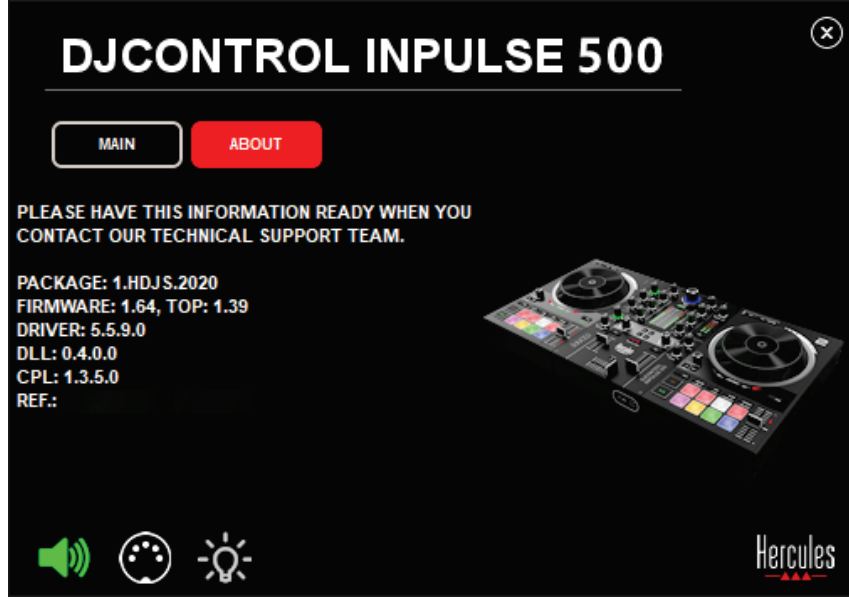 DJCONTROL INPULSE 500
MAIN
ABOUT
PLEASE HAVE THIS INFORMATION READY WHEN YOU
CONTACT OUR TECHNICAL SUPPORT TEAM.
PACKAGE: 1.HDJS.2020
FIRMWARE: 1.64, TOP: 1.39
DRIVER: 5.5.9.0
DLL: 0.4.0.0
CPL: 1.3.5.0
REF.:
Hercules